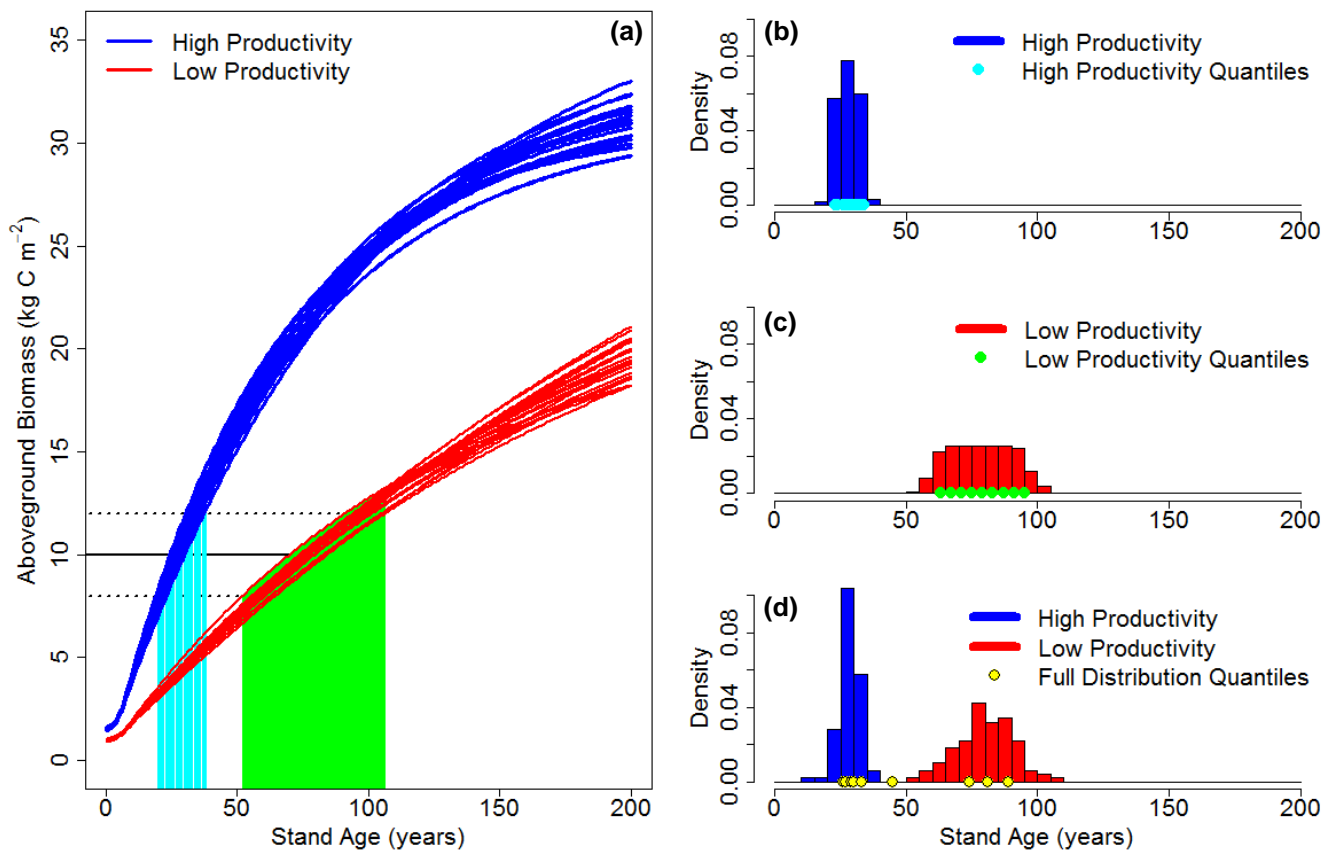 (a)
High Productivity
Low Productivity
Aboveground Biomass (kg C m⁻²)
35
30
25
20
15
10
5
0
0 50 100 150 200
Stand Age (years)
(b)
High Productivity
High Productivity Quantiles
Density
0.08
0.04
0.00
0 50 100 150 200
(c)
Low Productivity
Low Productivity Quantiles
Density
0.08
0.04
0.00
0 50 100 150 200
(d)
High Productivity
Low Productivity
Full Distribution Quantiles
Density
0.08
0.04
0.00
0 50 100 150 200
Stand Age (years)